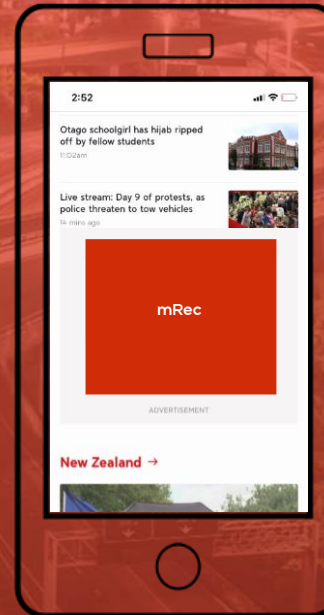 2:52
Otago schoolgirl has hijab ripped
off by fellow students
11:02am
Live stream: Day 9 of protests, as
police threaten to tow vehicles
14 mins ago
mRec
ADVERTISEMENT
New Zealand →